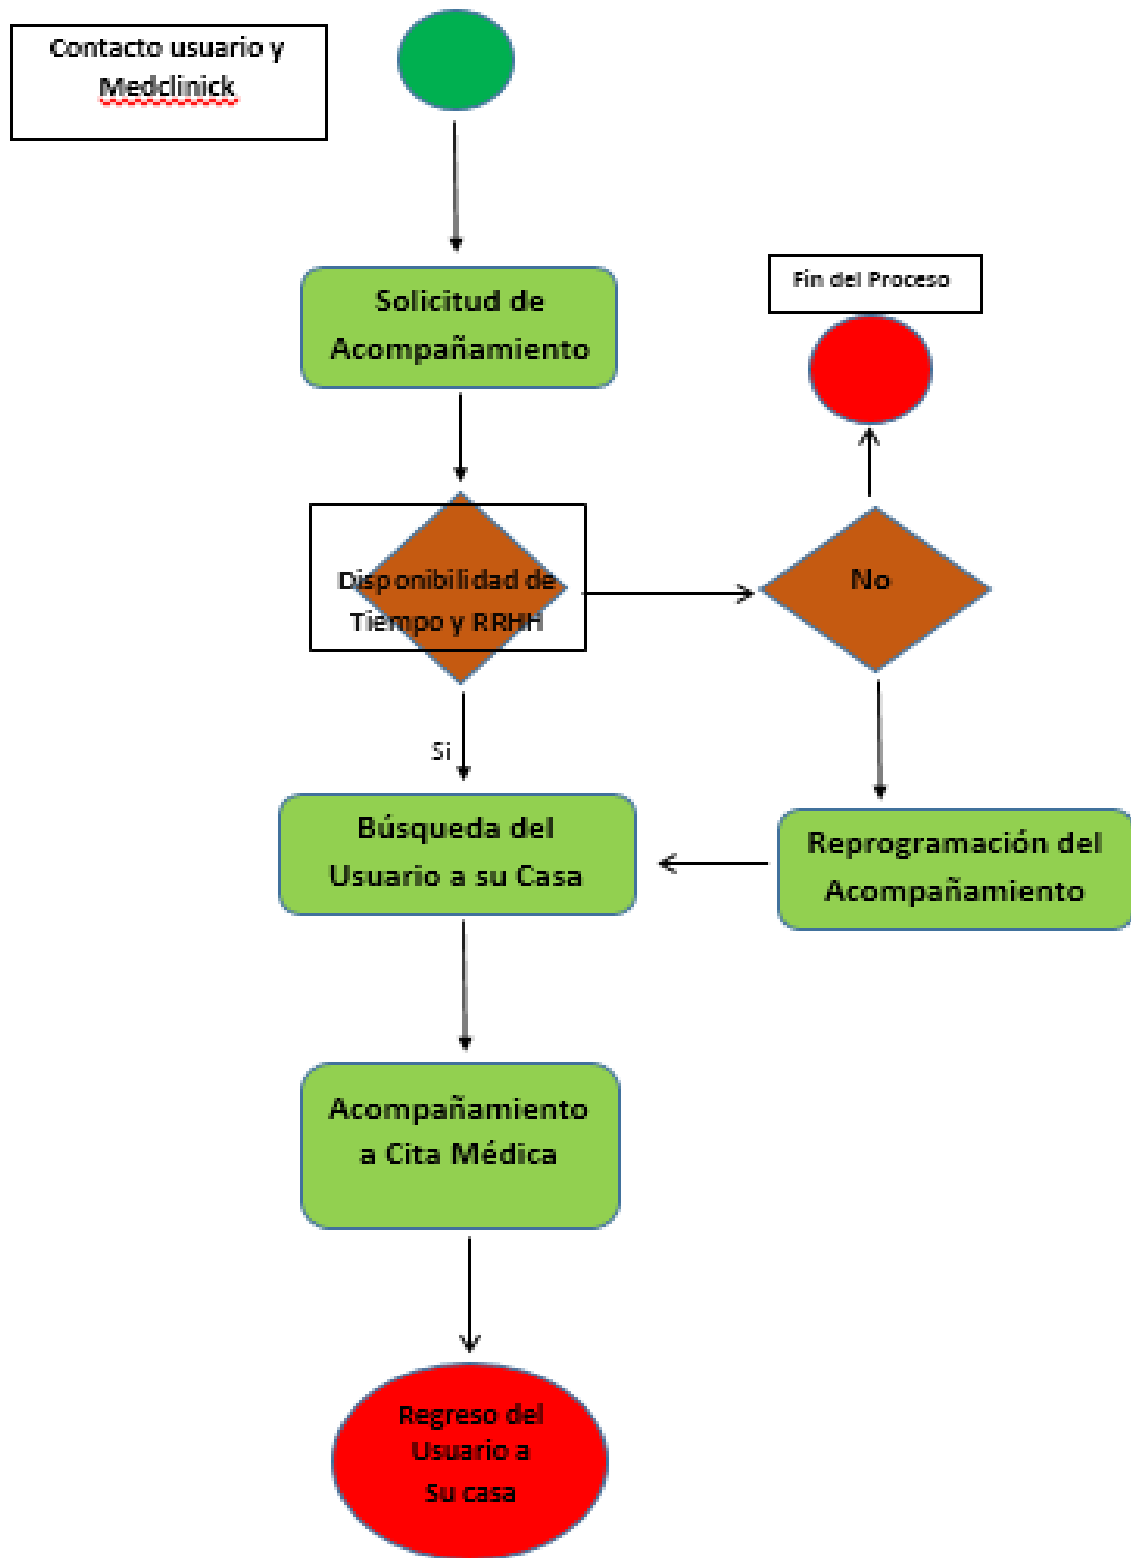 Contacto usuario y
Medclinick
Solicitud de
Acompañamiento
Fin del Proceso
Disponibilidad de
Tiempo y RRHH
No
Si
Búsqueda del
Usuario a su Casa
Reprogramación del
Acompañamiento
Acompañamiento
a Cita Médica
Regreso del
Usuario a
Su casa